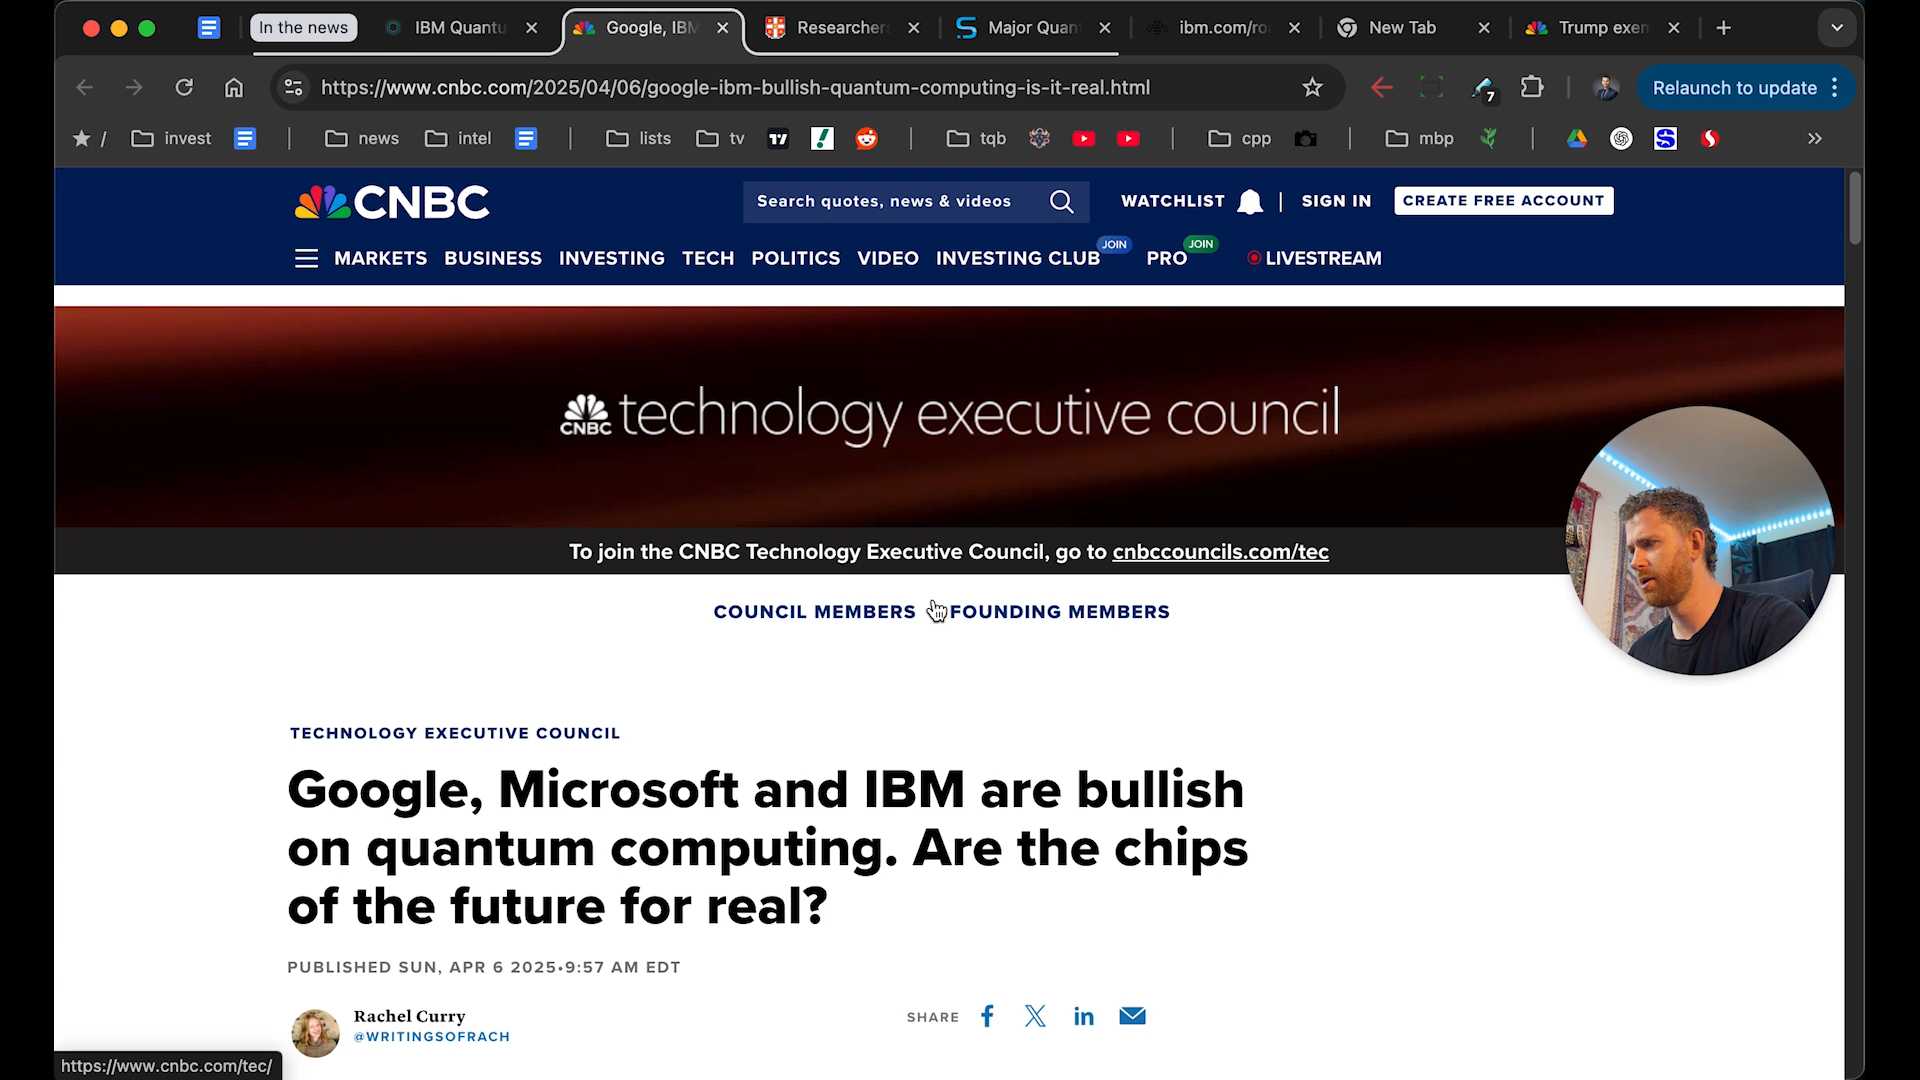 In the news
IBM Quantu
Google, IBM
Researcher
Major Quan
ibm.com/ro
New Tab
Trump exem
https://www.cnbc.com/2025/04/06/google-ibm-bullish-quantum-computing-is-it-real.html
7
Relaunch to update
/
invest
news
intel
lists
tv
tqb
cpp
mbp
CNBC
Search quotes, news & videos
WATCHLIST
SIGN IN
CREATE FREE ACCOUNT
MARKETS BUSINESS INVESTING TECH POLITICS VIDEO INVESTING CLUB JOIN PRO JOIN LIVESTREAM
CNBC technology executive council
To join the CNBC Technology Executive Council, go to cnbccouncils.com/tec
COUNCIL MEMBERS FOUNDING MEMBERS
TECHNOLOGY EXECUTIVE COUNCIL
Google, Microsoft and IBM are bullish
on quantum computing. Are the chips
of the future for real?
PUBLISHED SUN, APR 6 2025•9:57 AM EDT
Rachel Curry
@WRITINGSOFRACH
SHARE
https://www.cnbc.com/tec/